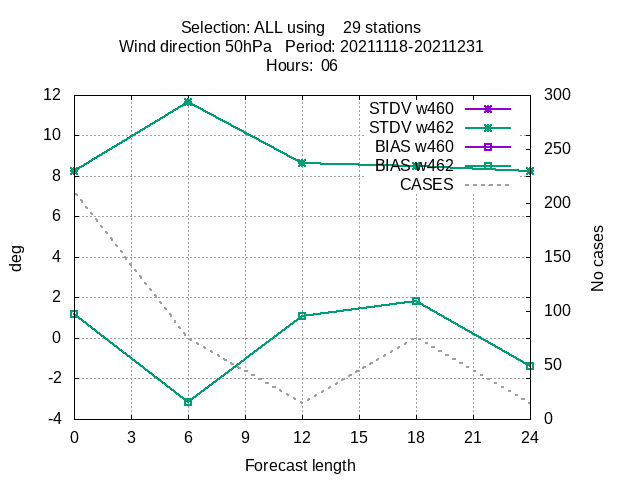 Selection: ALL using    29 stations
Wind direction 50hPa   Period: 20211118-20211231
Hours:  06
12
10
8
6
4
2
0
-2
-4
deg
300
250
200
150
100
50
0
No cases
STDV w460
STDV w462
BIAS w460
BIAS w462
CASES
0 3 6 9 12 15 18 21 24
Forecast length